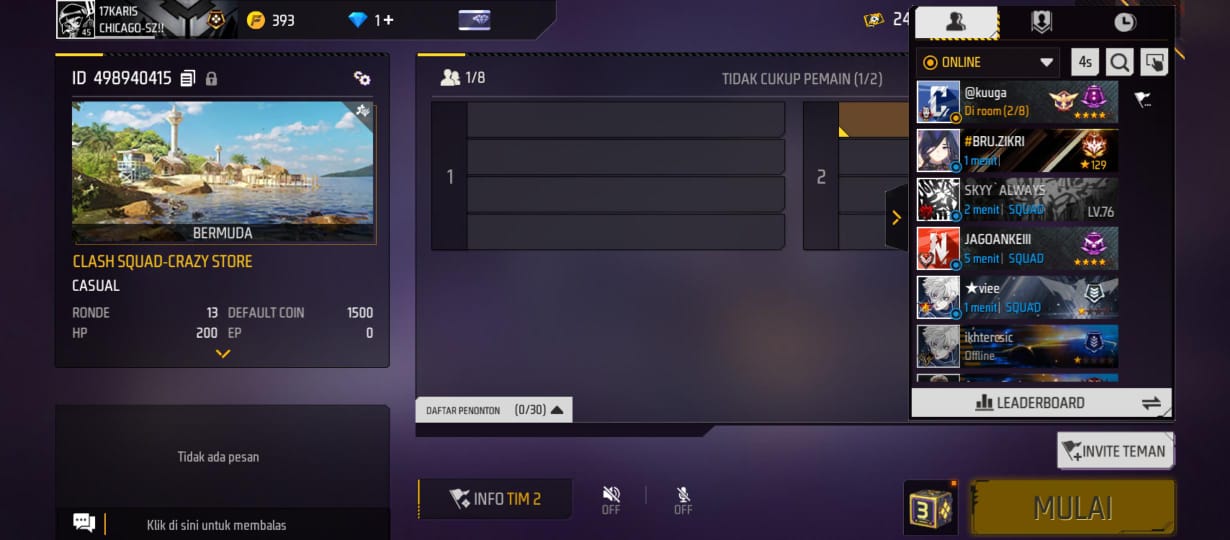 17KARIS
CHICAGO-SZ!!
45
393
1+
24
ID 498940415
1/8
TIDAK CUKUP PEMAIN (1/2)
BERMUDA
CLASH SQUAD-CRAZY STORE
CASUAL
RONDE 13 DEFAULT COIN 1500
HP 200 EP 0
1
2
DAFTAR PENONTON (0/30)
Tidak ada pesan
Klik di sini untuk membalas
INFO TIM 2
OFF
OFF
ONLINE
4s
@kuuga
Di room (2/8)
#BRU.ZIKRI
1 menit|
129
SKYY ALWAYS
2 menit| SQUAD
LV.76
JAGOANKEIII
5 menit| SQUAD
★viee
1 menit| SQUAD
ikhteresic
Offline
LEADERBOARD
INVITE TEMAN
3
MULAI